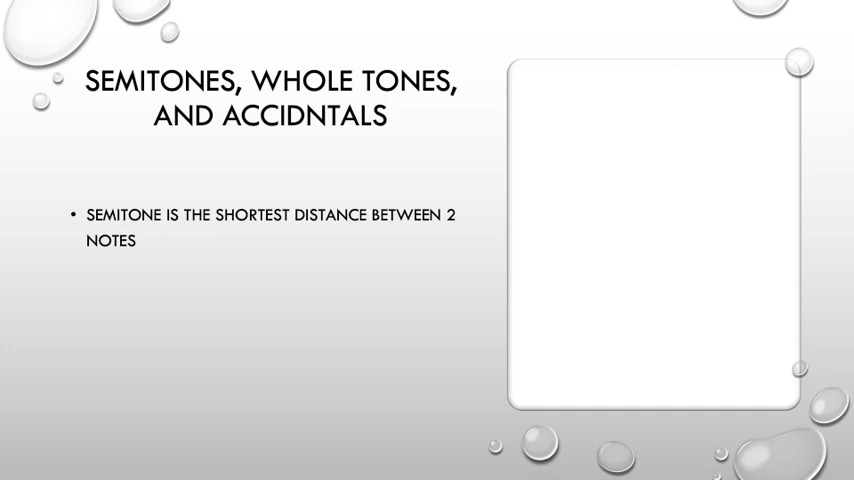 SEMITONES, WHOLE TONES,
AND ACCIDNTALS
• SEMITONE IS THE SHORTEST DISTANCE BETWEEN 2
NOTES